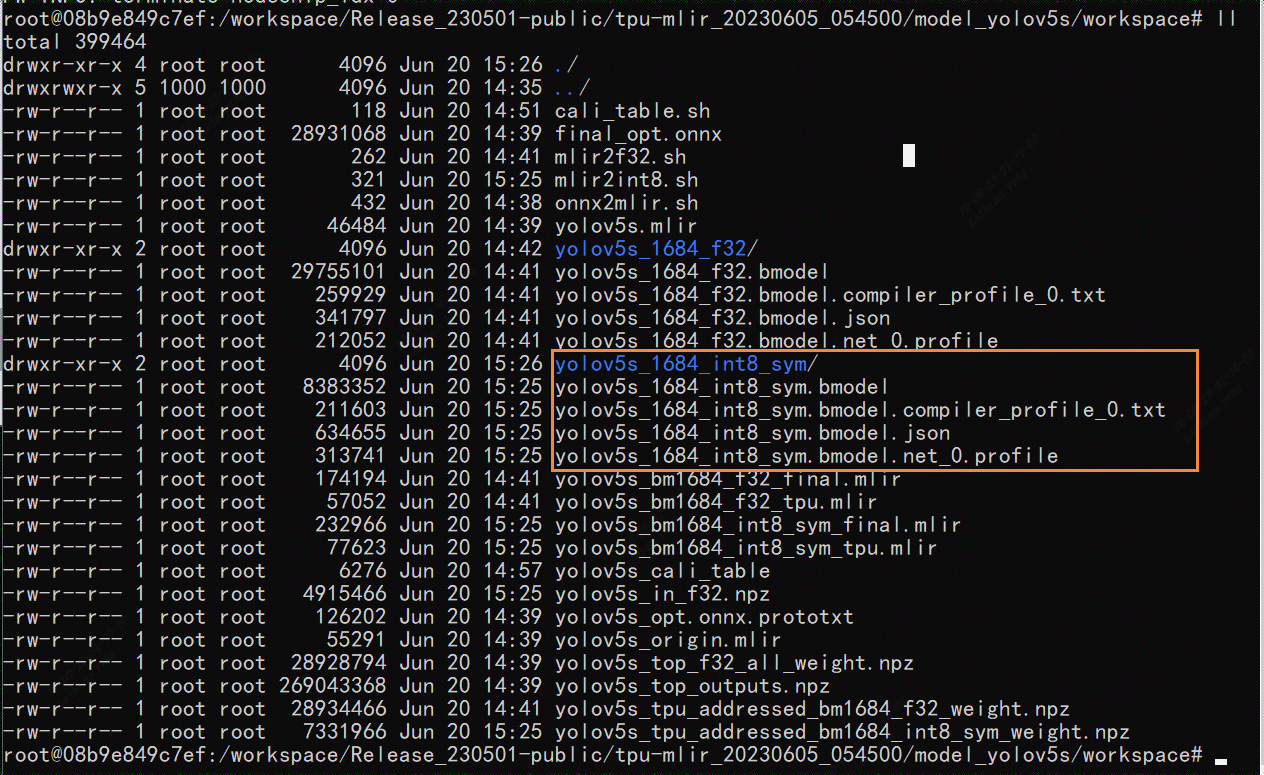 root@08b9e849c7ef:/workspace/Release_230501-public/tpu-mlir_20230605_054500/model_yolov5s/workspace# ll
total 399464
drwxr-xr-x 4 root root      4096 Jun 20 15:26 ./
drwxrwxr-x 5 1000 1000      4096 Jun 20 14:35 ../
-rw-r--r-- 1 root root       118 Jun 20 14:51 cali_table.sh
-rw-r--r-- 1 root root  28931068 Jun 20 14:39 final_opt.onnx
-rw-r--r-- 1 root root       262 Jun 20 14:41 mlir2f32.sh
-rw-r--r-- 1 root root       321 Jun 20 15:25 mlir2int8.sh
-rw-r--r-- 1 root root       432 Jun 20 14:38 onnx2mlir.sh
-rw-r--r-- 1 root root     46484 Jun 20 14:39 yolov5s.mlir
drwxr-xr-x 2 root root      4096 Jun 20 14:42 yolov5s_1684_f32/
-rw-r--r-- 1 root root  29755101 Jun 20 14:41 yolov5s_1684_f32.bmodel
-rw-r--r-- 1 root root    259929 Jun 20 14:41 yolov5s_1684_f32.bmodel.compiler_profile_0.txt
-rw-r--r-- 1 root root    341797 Jun 20 14:41 yolov5s_1684_f32.bmodel.json
-rw-r--r-- 1 root root    212052 Jun 20 14:41 yolov5s_1684_f32.bmodel.net_0.profile
drwxr-xr-x 2 root root      4096 Jun 20 15:26 yolov5s_1684_int8_sym/
-rw-r--r-- 1 root root   8383352 Jun 20 15:25 yolov5s_1684_int8_sym.bmodel
-rw-r--r-- 1 root root    211603 Jun 20 15:25 yolov5s_1684_int8_sym.bmodel.compiler_profile_0.txt
-rw-r--r-- 1 root root    634655 Jun 20 15:25 yolov5s_1684_int8_sym.bmodel.json
-rw-r--r-- 1 root root    313741 Jun 20 15:25 yolov5s_1684_int8_sym.bmodel.net_0.profile
-rw-r--r-- 1 root root    174194 Jun 20 14:41 yolov5s_bm1684_f32_final.mlir
-rw-r--r-- 1 root root     57052 Jun 20 14:41 yolov5s_bm1684_f32_tpu.mlir
-rw-r--r-- 1 root root    232966 Jun 20 15:25 yolov5s_bm1684_int8_sym_final.mlir
-rw-r--r-- 1 root root     77623 Jun 20 15:25 yolov5s_bm1684_int8_sym_tpu.mlir
-rw-r--r-- 1 root root      6276 Jun 20 14:57 yolov5s_cali_table
-rw-r--r-- 1 root root   4915466 Jun 20 15:25 yolov5s_in_f32.npz
-rw-r--r-- 1 root root    126202 Jun 20 14:39 yolov5s_opt.onnx.prototxt
-rw-r--r-- 1 root root     55291 Jun 20 14:39 yolov5s_origin.mlir
-rw-r--r-- 1 root root  28928794 Jun 20 14:39 yolov5s_top_f32_all_weight.npz
-rw-r--r-- 1 root root 269043368 Jun 20 14:39 yolov5s_top_outputs.npz
-rw-r--r-- 1 root root  28934466 Jun 20 14:41 yolov5s_tpu_addressed_bm1684_f32_weight.npz
-rw-r--r-- 1 root root   7331966 Jun 20 15:25 yolov5s_tpu_addressed_bm1684_int8_sym_weight.npz
root@08b9e849c7ef:/workspace/Release_230501-public/tpu-mlir_20230605_054500/model_yolov5s/workspace#